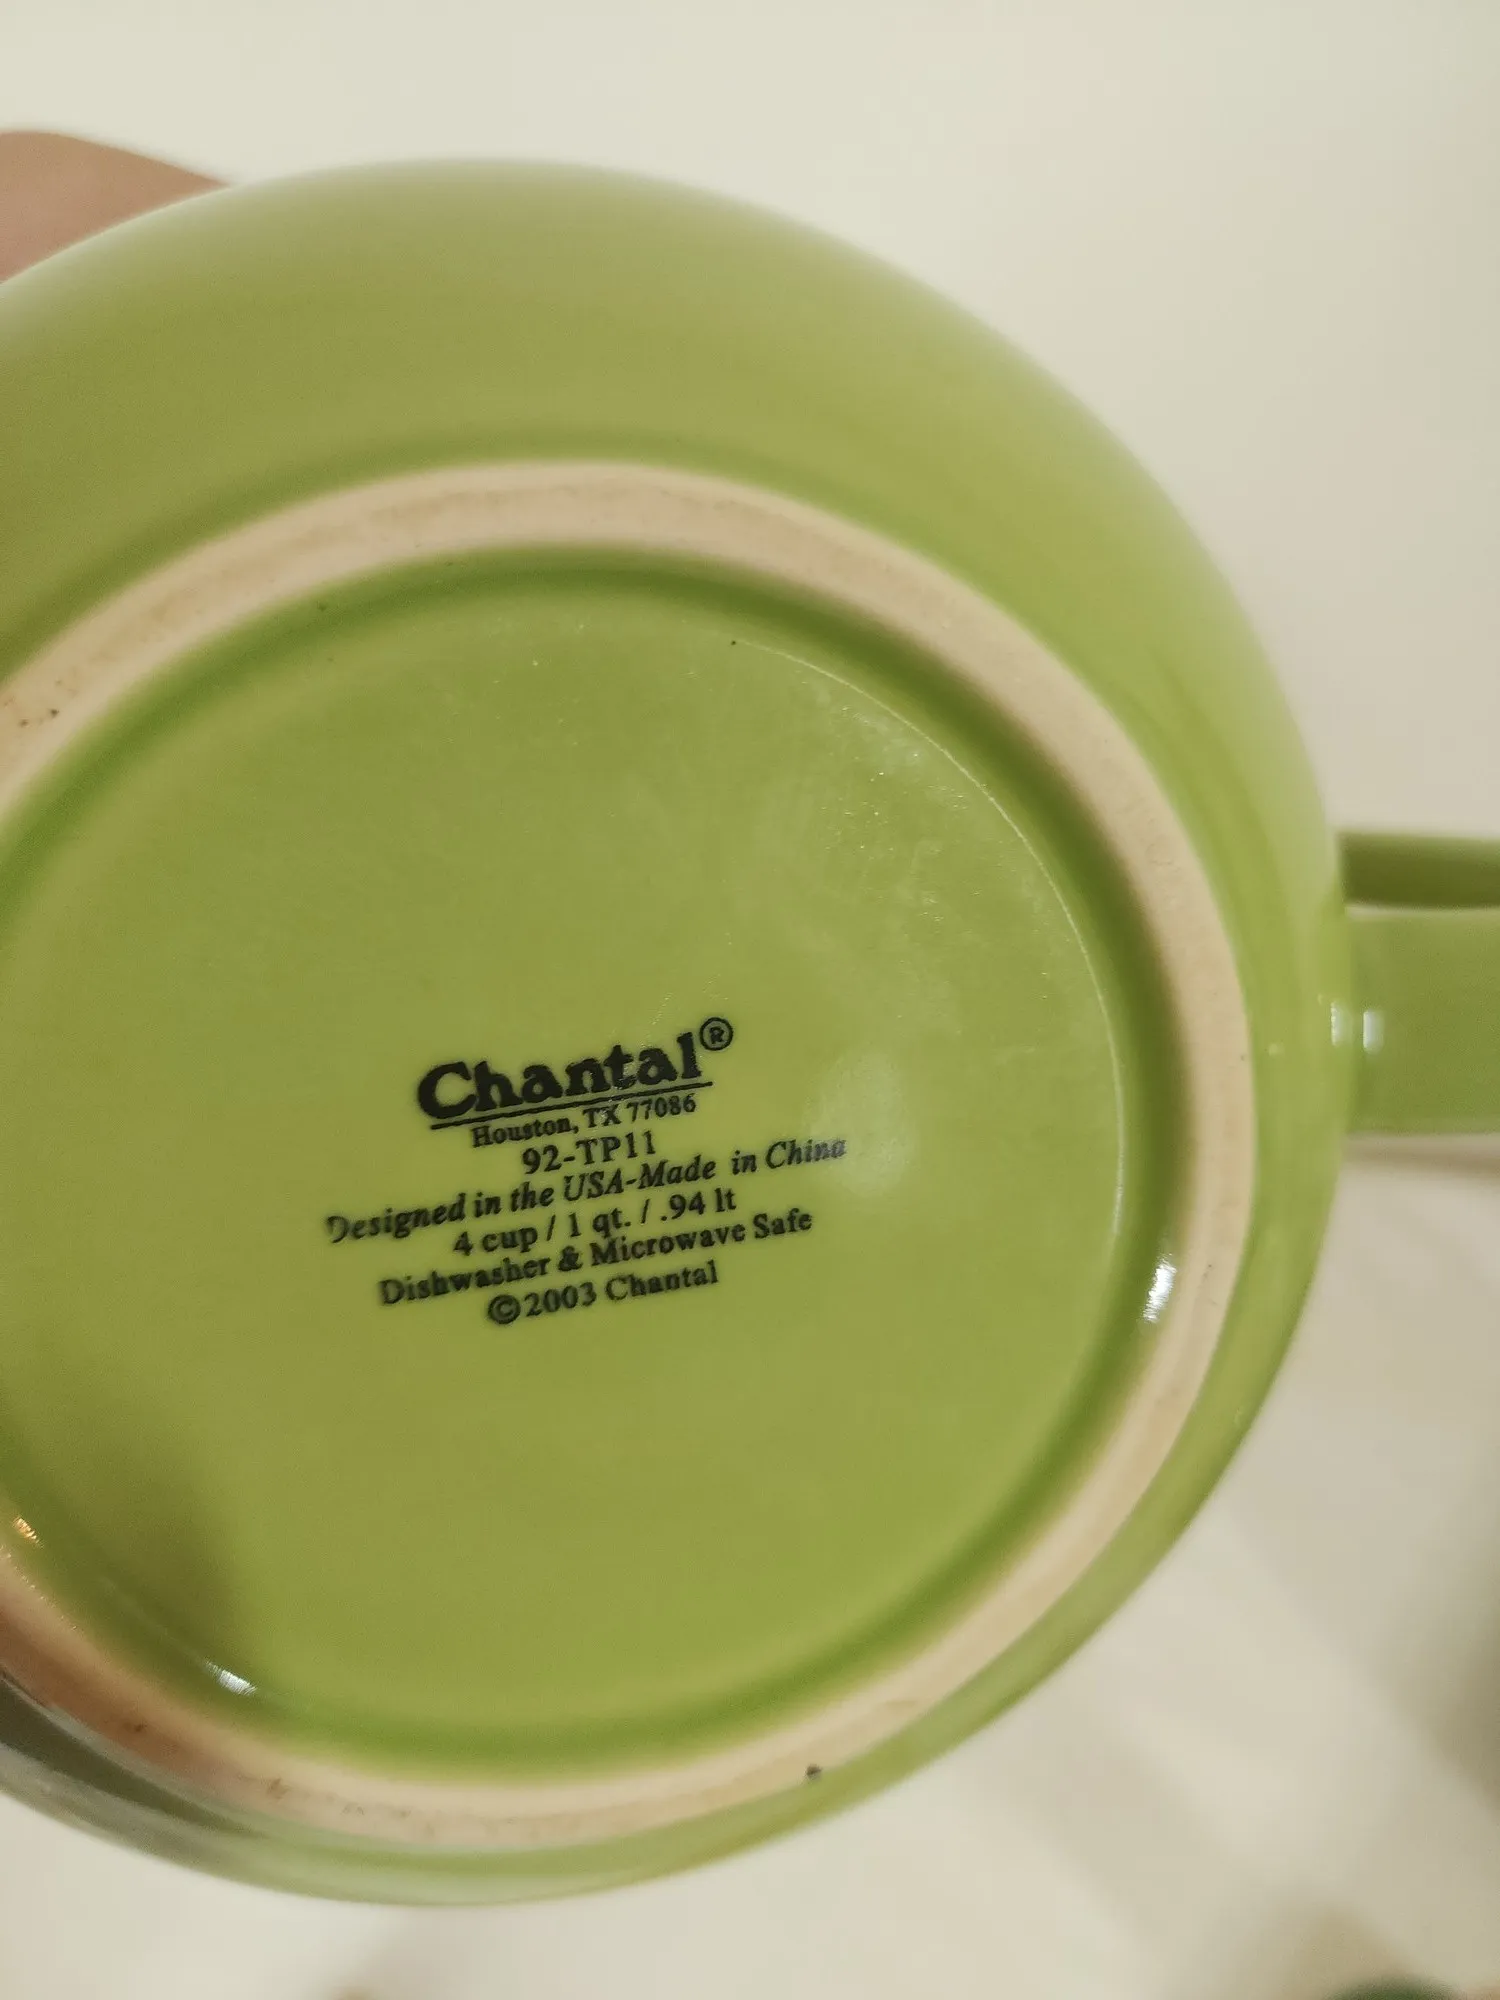 Chantal®
Houston, TX 77086
92-TP11
Designed in the USA-Made in China
4 cup / 1 qt. / .94 lt
Dishwasher & Microwave Safe
©2003 Chantal